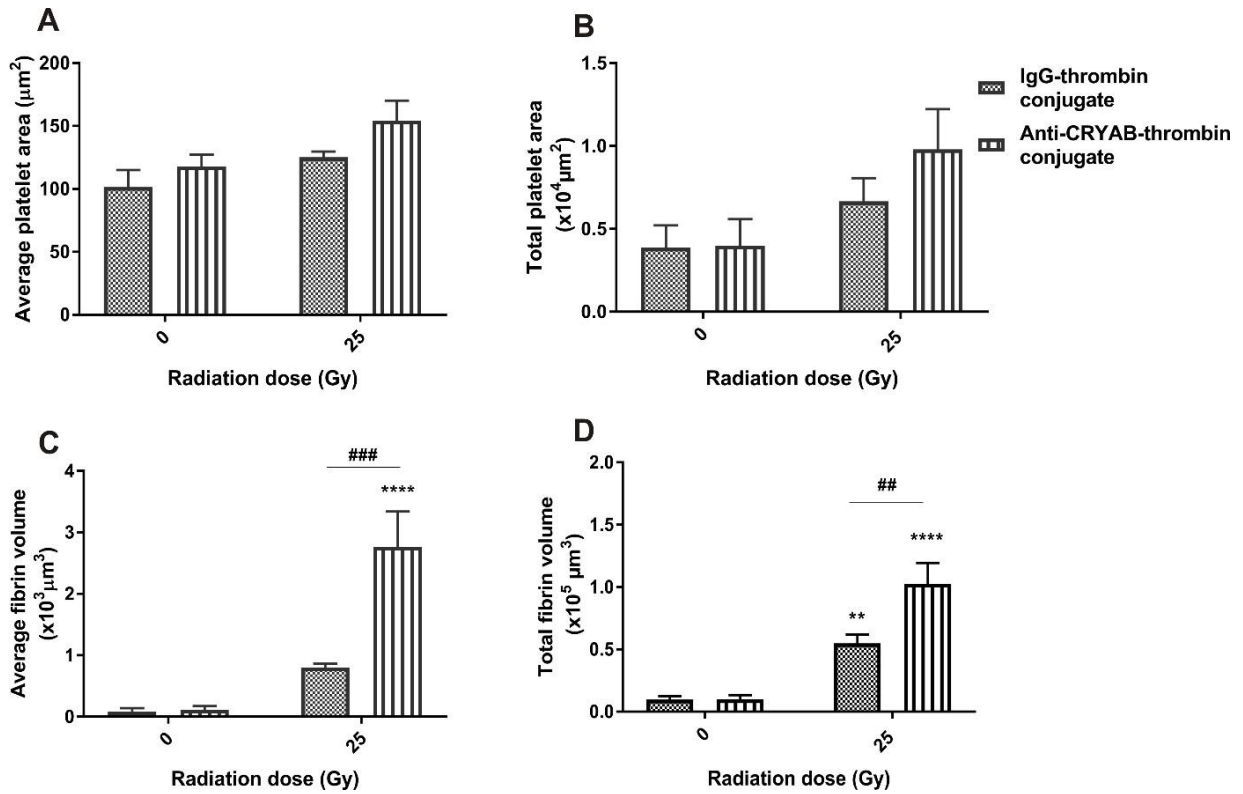 A
Average platelet area (μm²)
200
150
100
50
0
0
25
Radiation dose (Gy)
B
Total platelet area
(x10⁴μm²)
1.5
1.0
0.5
0.0
0
25
Radiation dose (Gy)
IgG-thrombin
conjugate
Anti-CRYAB-thrombin
conjugate
C
Average fibrin volume
(x10³μm³)
4
3
2
1
0
###
****
0
25
Radiation dose (Gy)
D
Total fibrin volume
(x10⁵ μm³)
2.0
1.5
1.0
0.5
0.0
##
****
**
0
25
Radiation dose (Gy)